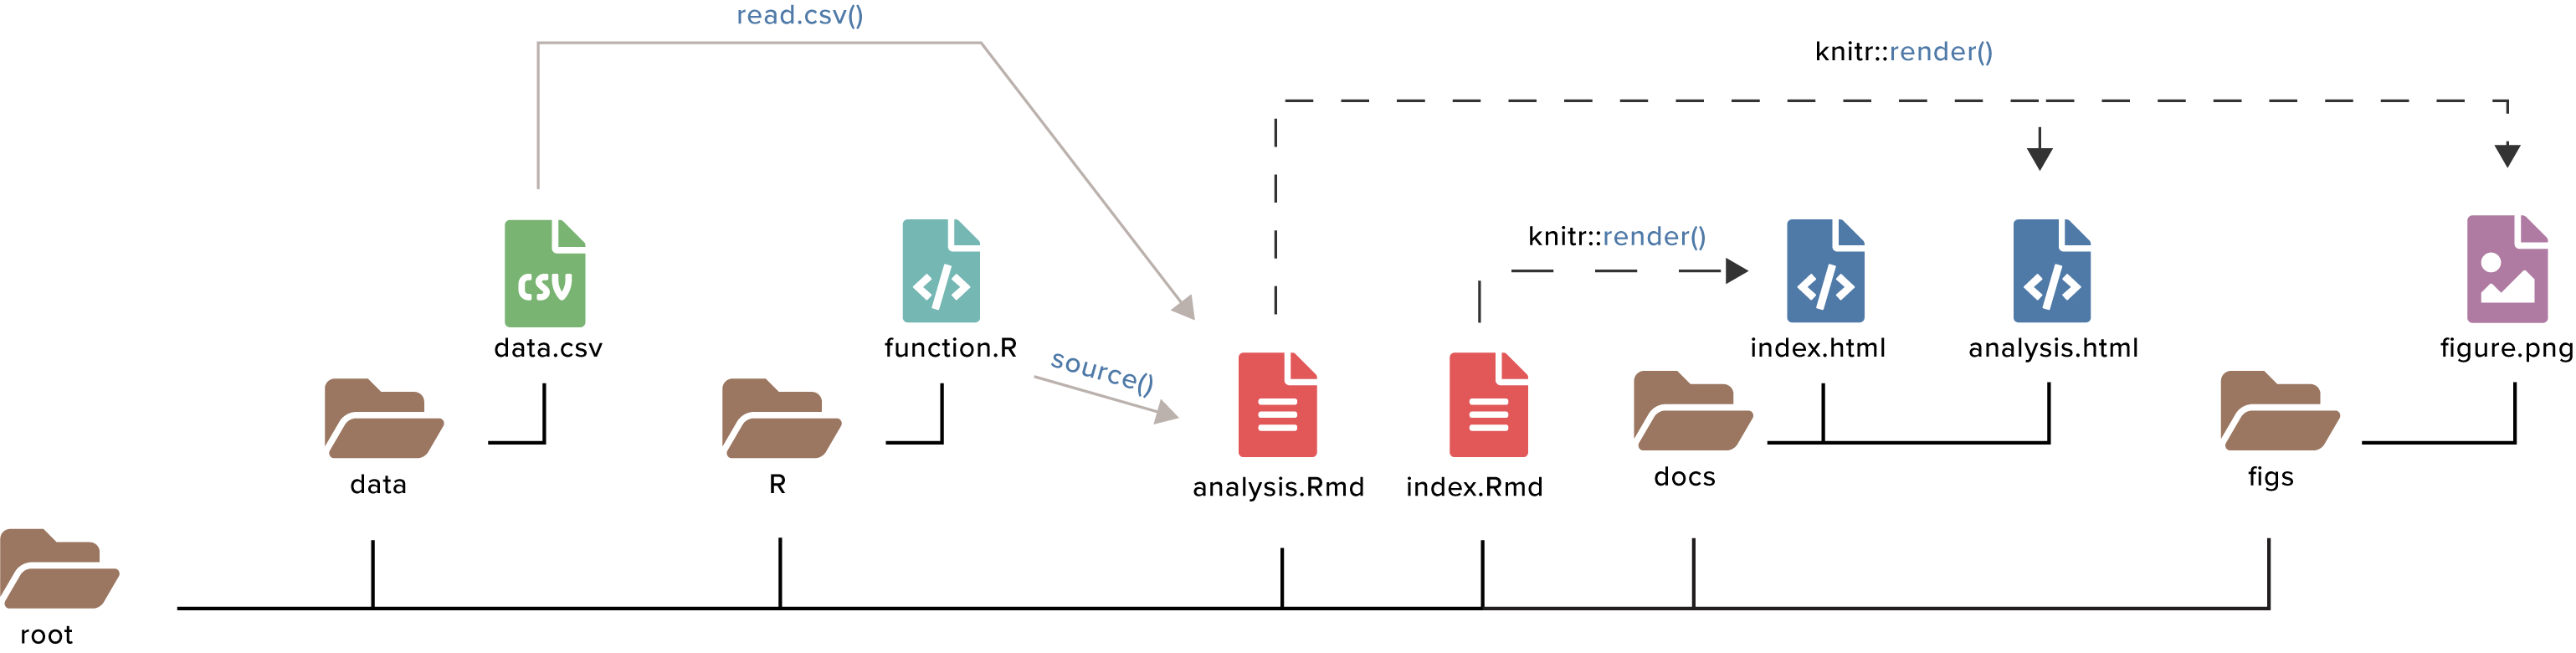 read.csv()
knitr::render()
knitr::render()
CSV
</>
</>
</>
data.csv
function.R
source()
index.html
analysis.html
figure.png
data
R
analysis.Rmd
index.Rmd
docs
figs
root